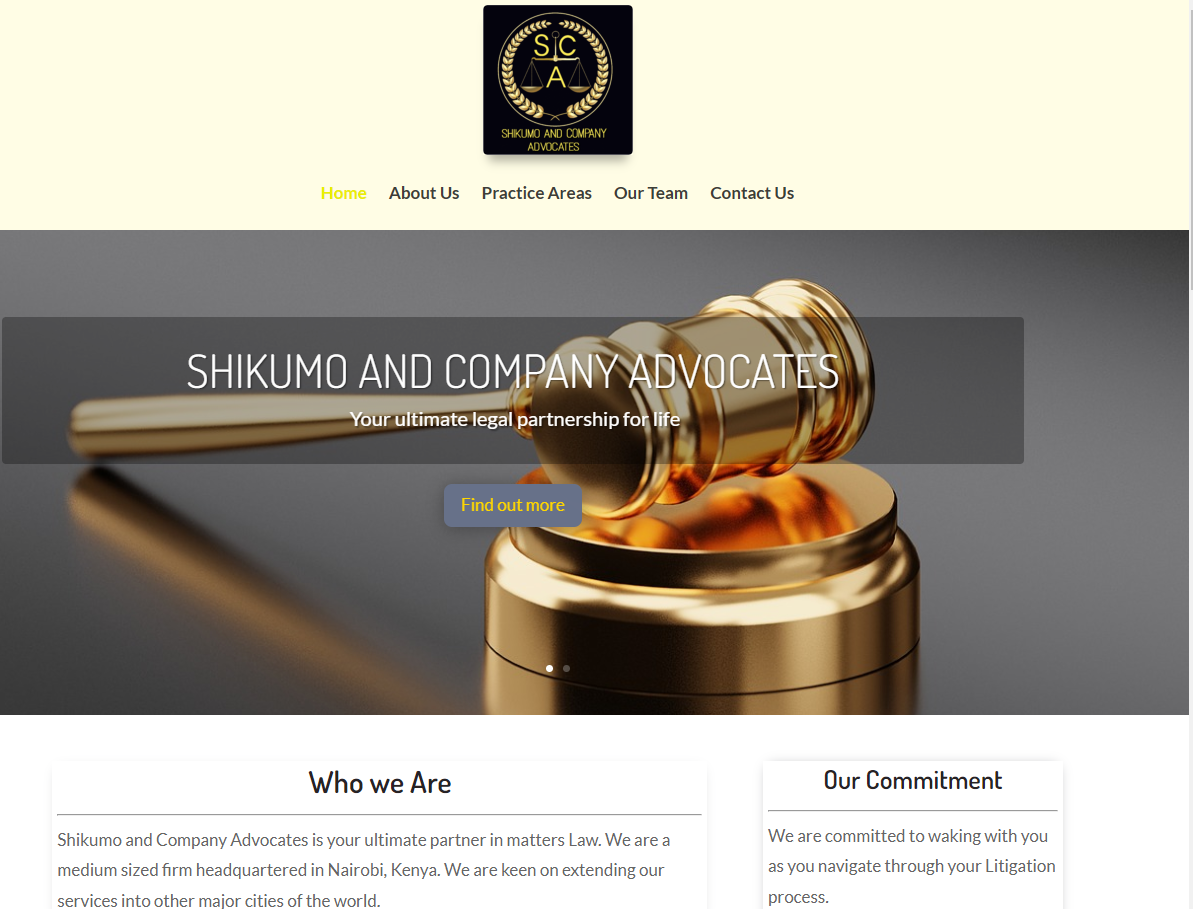 S C
A
SHIKUMO AND COMPANY
ADVOCATES
Home About Us Practice Areas Our Team Contact Us
SHIKUMO AND COMPANY ADVOCATES
Your ultimate legal partnership for life
Find out more
Who we Are
Shikumo and Company Advocates is your ultimate partner in matters Law. We are a
medium sized firm headquartered in Nairobi, Kenya. We are keen on extending our
services into other major cities of the world.
Our Commitment
We are committed to waking with you
as you navigate through your Litigation
process.